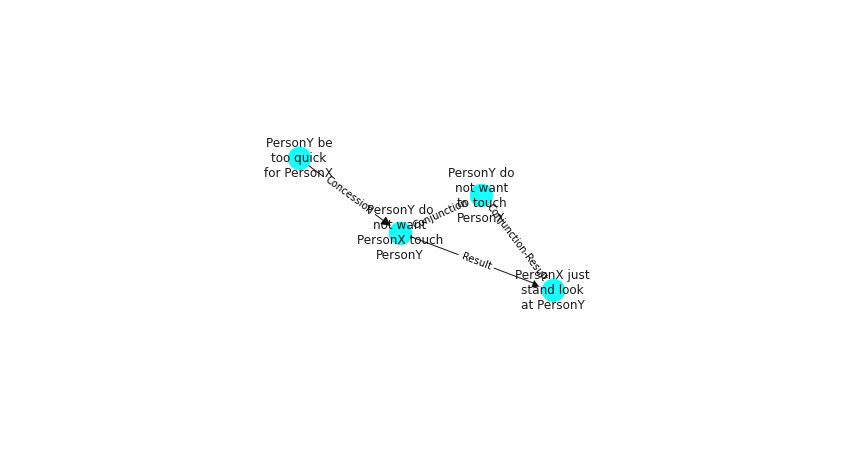 PersonY be
too quick
for PersonX
Concession
PersonY do
not want
to touch
PersonY do
not want
PersonX touch
PersonY
Conjunction
Conjunction-Result
Result
PersonX just
stand look
at PersonY